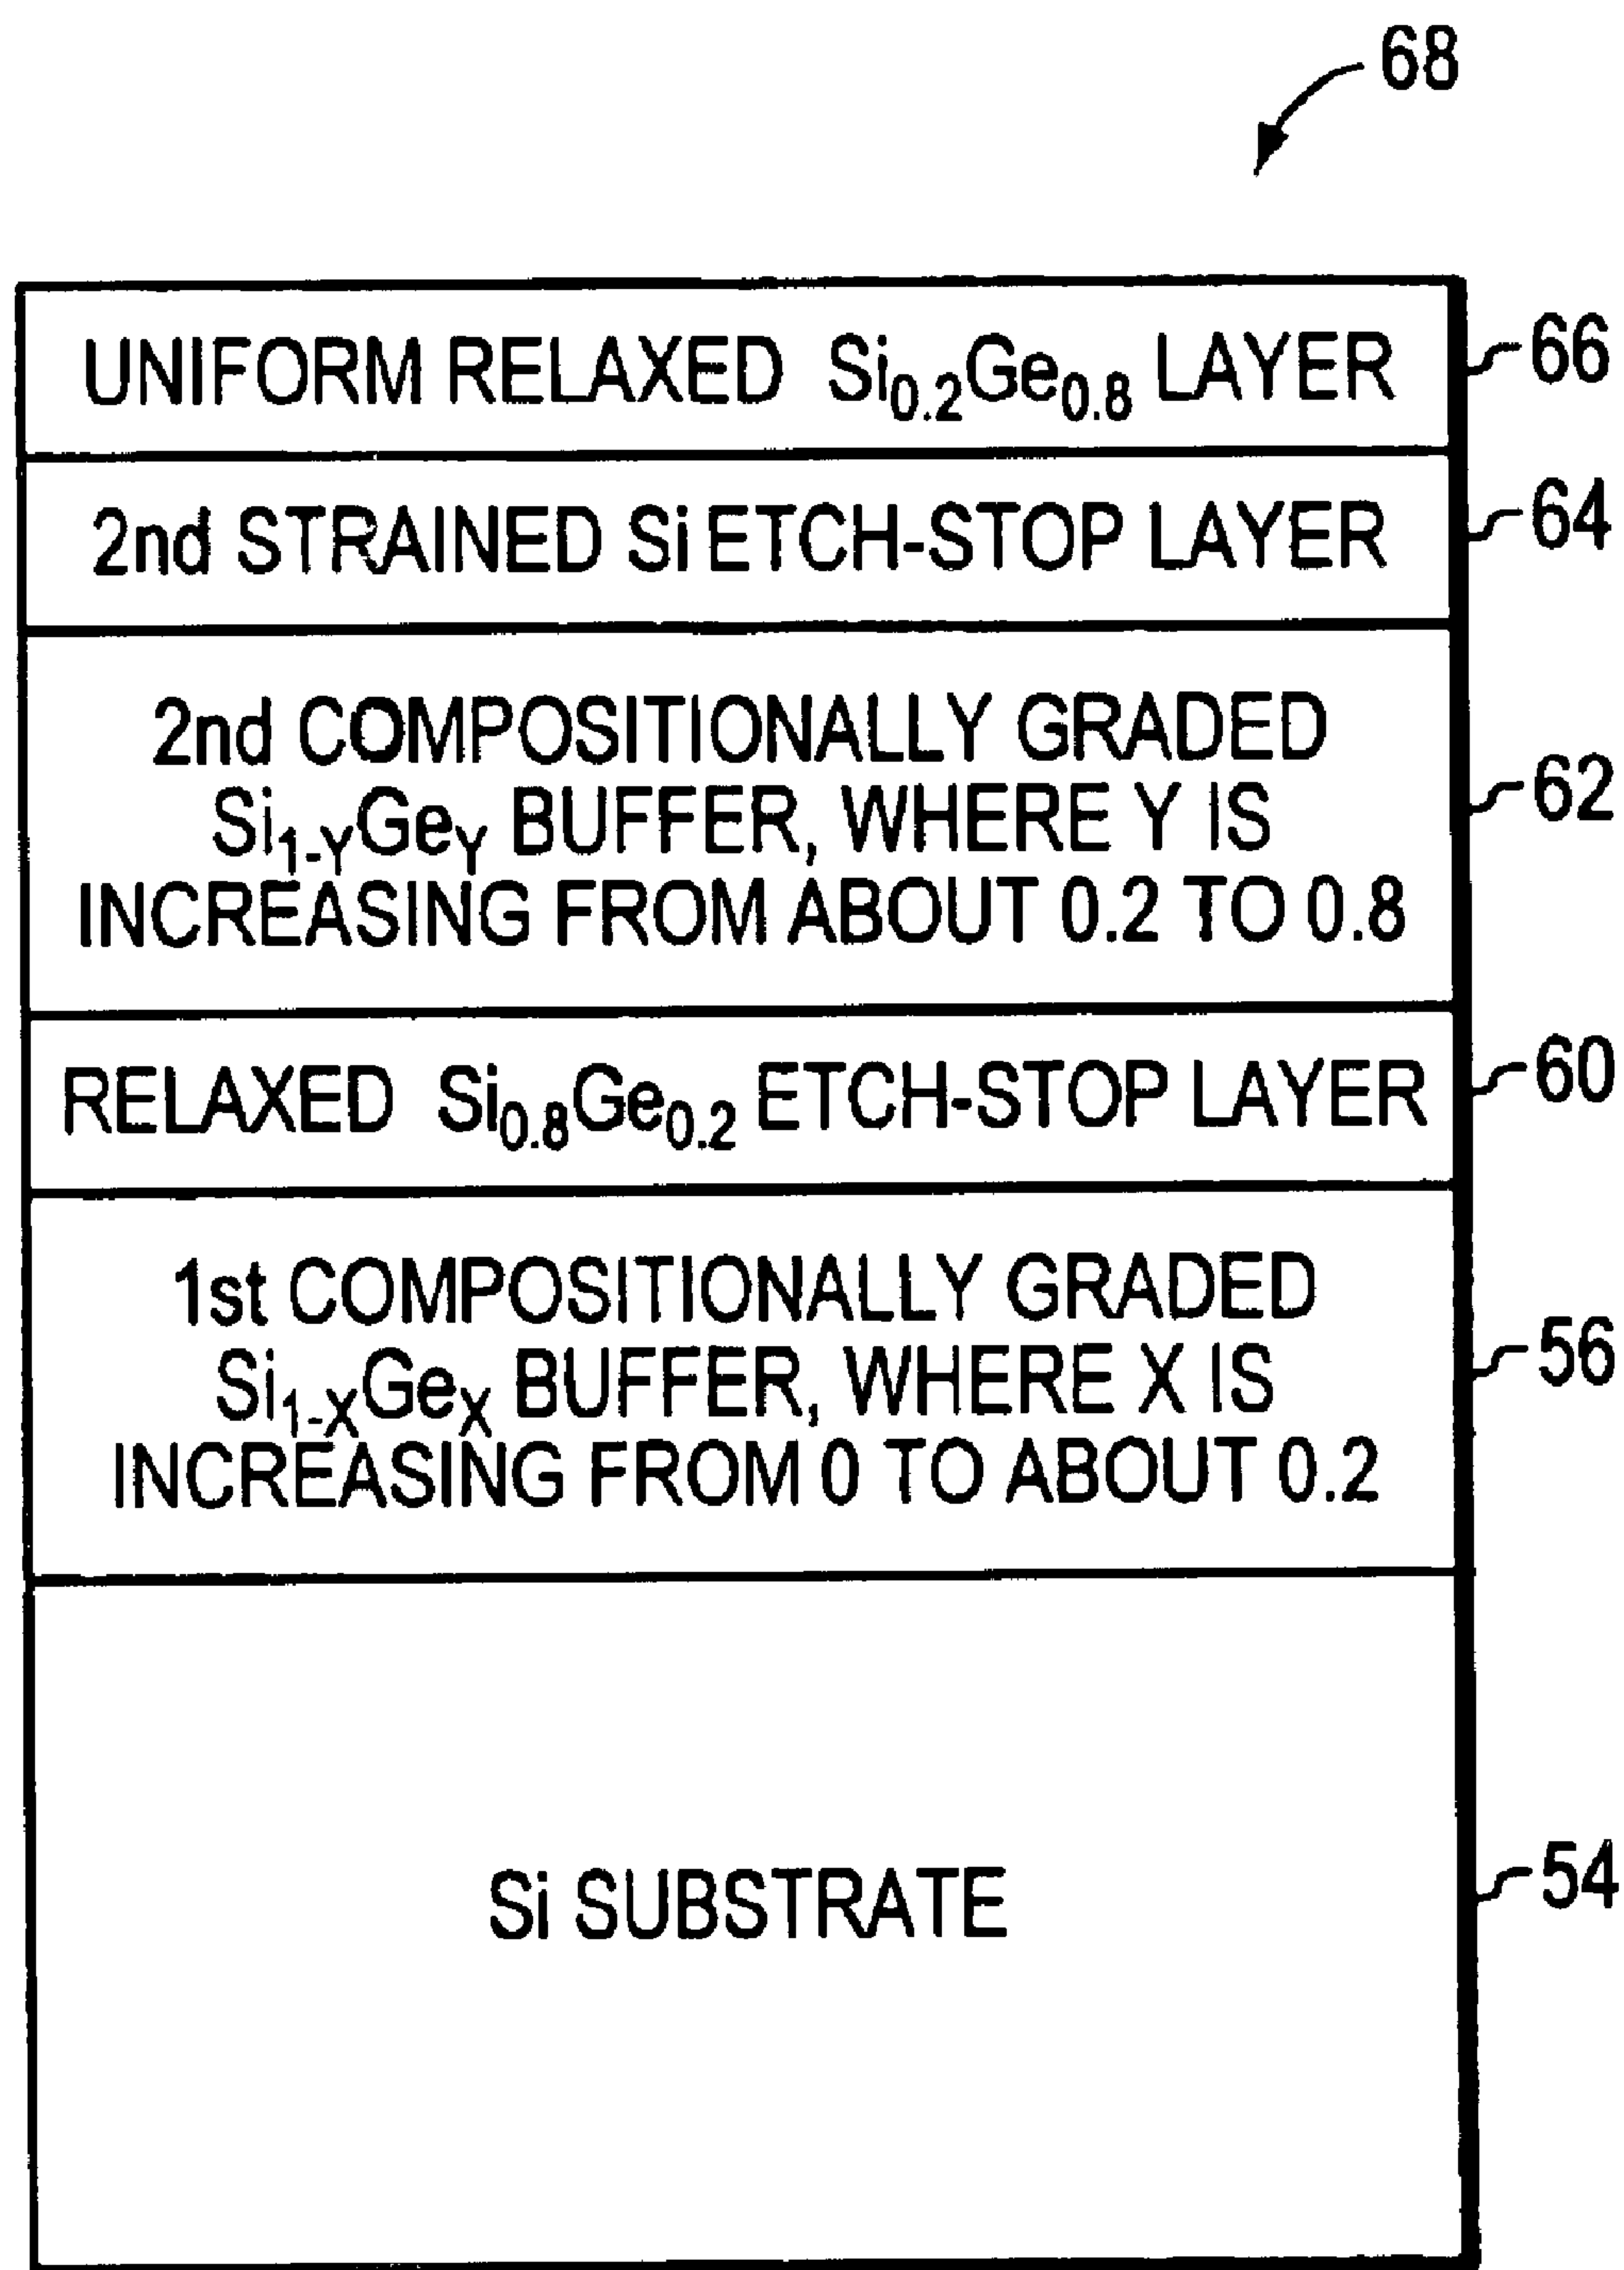 68
UNIFORM RELAXED Si0.2Ge0.8 LAYER
66
2nd STRAINED Si ETCH-STOP LAYER
64
2nd COMPOSITIONALLY GRADED
Si1-YGeY BUFFER, WHERE Y IS
INCREASING FROM ABOUT 0.2 TO 0.8
62
RELAXED Si0.8Ge0.2 ETCH-STOP LAYER
60
1st COMPOSITIONALLY GRADED
Si1-XGeX BUFFER, WHERE X IS
INCREASING FROM 0 TO ABOUT 0.2
56
Si SUBSTRATE
54